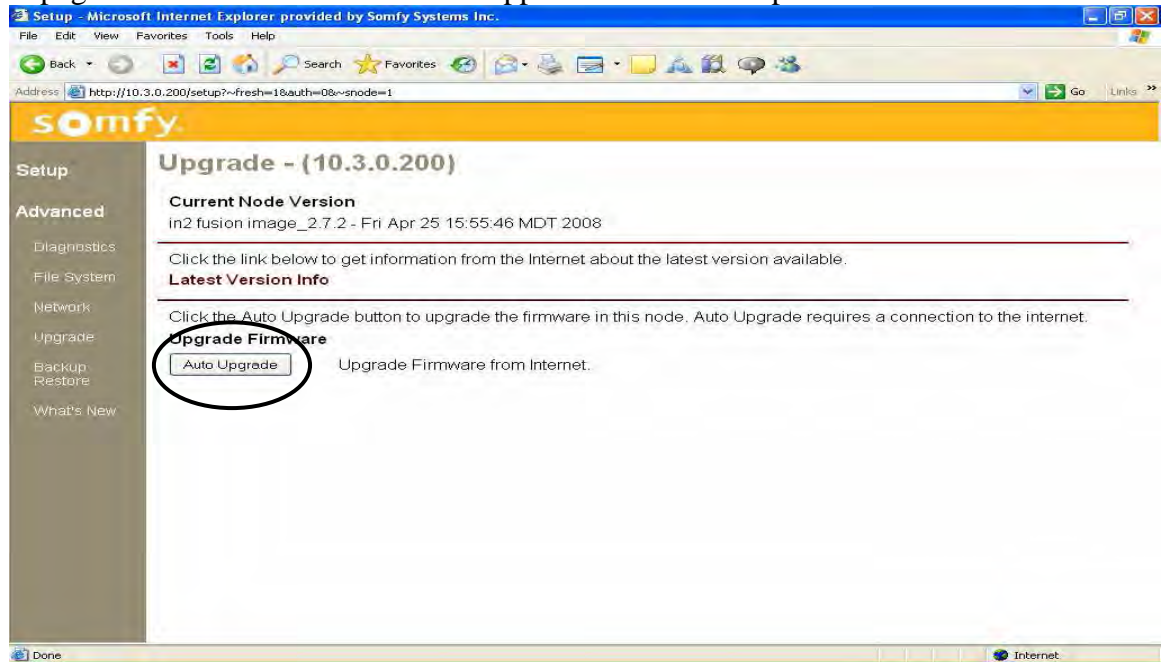 Setup - Microsoft Internet Explorer provided by Somfy Systems Inc.
File Edit View Favorites Tools Help
Back Search Favorites
Address http://10.3.0.200/setup?~fresh=1&auth=0&~snode=1 Go Links »
somfy.
Setup
Advanced
Diagnostics
File System
Network
Upgrade
Backup
Restore
What's New
Upgrade - (10.3.0.200)
Current Node Version
in2 fusion image_2.7.2 - Fri Apr 25 15:55:46 MDT 2008
Click the link below to get information from the Internet about the latest version available.
Latest Version Info
Click the Auto Upgrade button to upgrade the firmware in this node. Auto Upgrade requires a connection to the internet.
Upgrade Firmware
Auto Upgrade Upgrade Firmware from Internet.
Done Internet